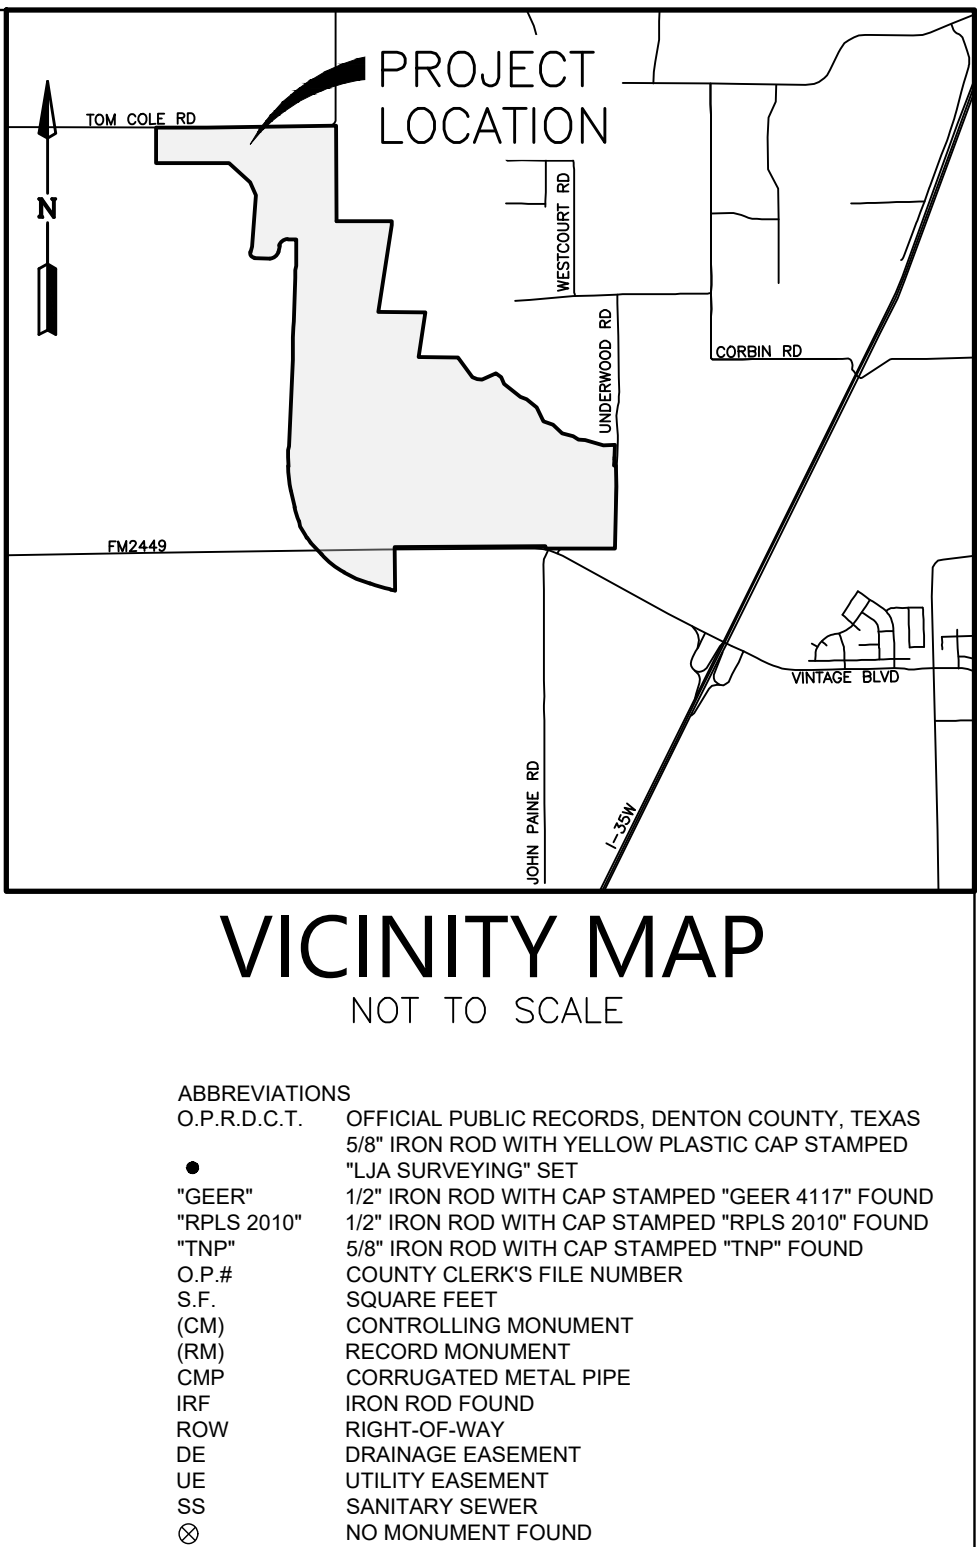 PROJECT
LOCATION
TOM COLE RD
N
WESTCOURT RD
UNDERWOOD RD
CORBIN RD
FM2449
VINTAGE BLVD
JOHN PAINE RD
I-35W
VICINITY MAP
NOT TO SCALE
ABBREVIATIONS
O.P.R.D.C.T. OFFICIAL PUBLIC RECORDS, DENTON COUNTY, TEXAS
5/8" IRON ROD WITH YELLOW PLASTIC CAP STAMPED
● "LJA SURVEYING" SET
"GEER" 1/2" IRON ROD WITH CAP STAMPED "GEER 4117" FOUND
"RPLS 2010" 1/2" IRON ROD WITH CAP STAMPED "RPLS 2010" FOUND
"TNP" 5/8" IRON ROD WITH CAP STAMPED "TNP" FOUND
O.P.# COUNTY CLERK'S FILE NUMBER
S.F. SQUARE FEET
(CM) CONTROLLING MONUMENT
(RM) RECORD MONUMENT
CMP CORRUGATED METAL PIPE
IRF IRON ROD FOUND
ROW RIGHT-OF-WAY
DE DRAINAGE EASEMENT
UE UTILITY EASEMENT
SS SANITARY SEWER
⊗ NO MONUMENT FOUND